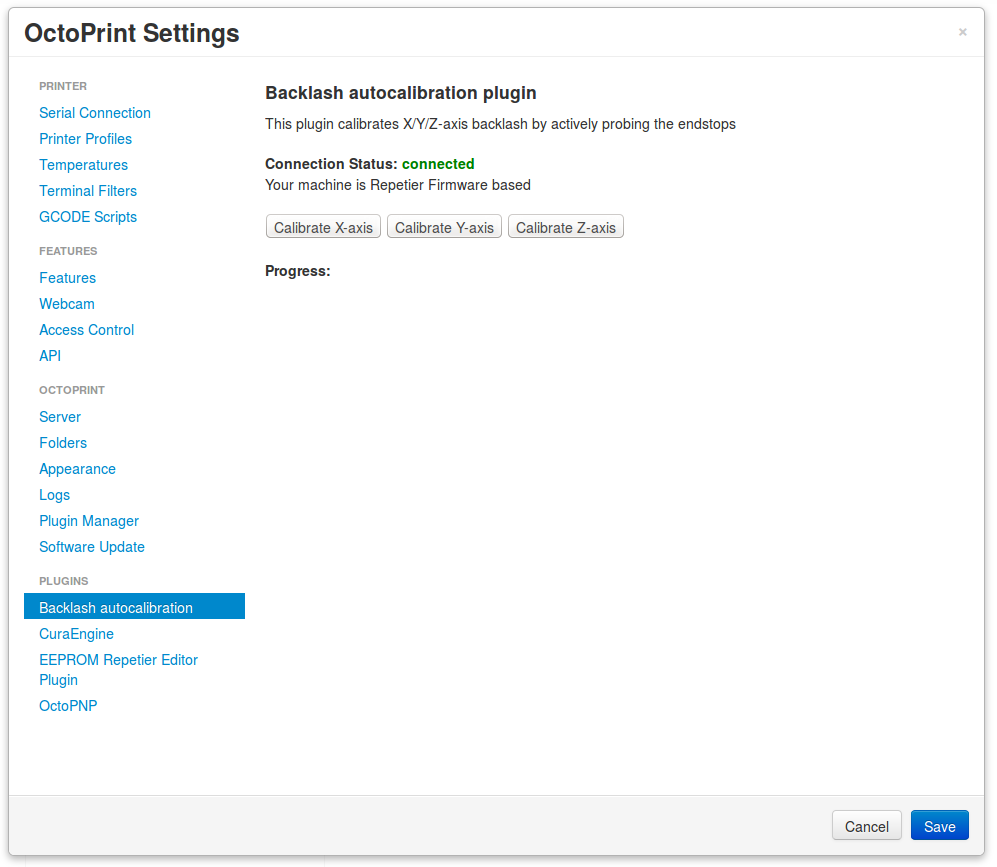 OctoPrint Settings
×
PRINTER
Serial Connection
Printer Profiles
Temperatures
Terminal Filters
GCODE Scripts
FEATURES
Features
Webcam
Access Control
API
OCTOPRINT
Server
Folders
Appearance
Logs
Plugin Manager
Software Update
PLUGINS
Backlash autocalibration
CuraEngine
EEPROM Repetier Editor
Plugin
OctoPNP
Backlash autocalibration plugin
This plugin calibrates X/Y/Z-axis backlash by actively probing the endstops
Connection Status: connected
Your machine is Repetier Firmware based
Calibrate X-axis Calibrate Y-axis Calibrate Z-axis
Progress:
Cancel Save